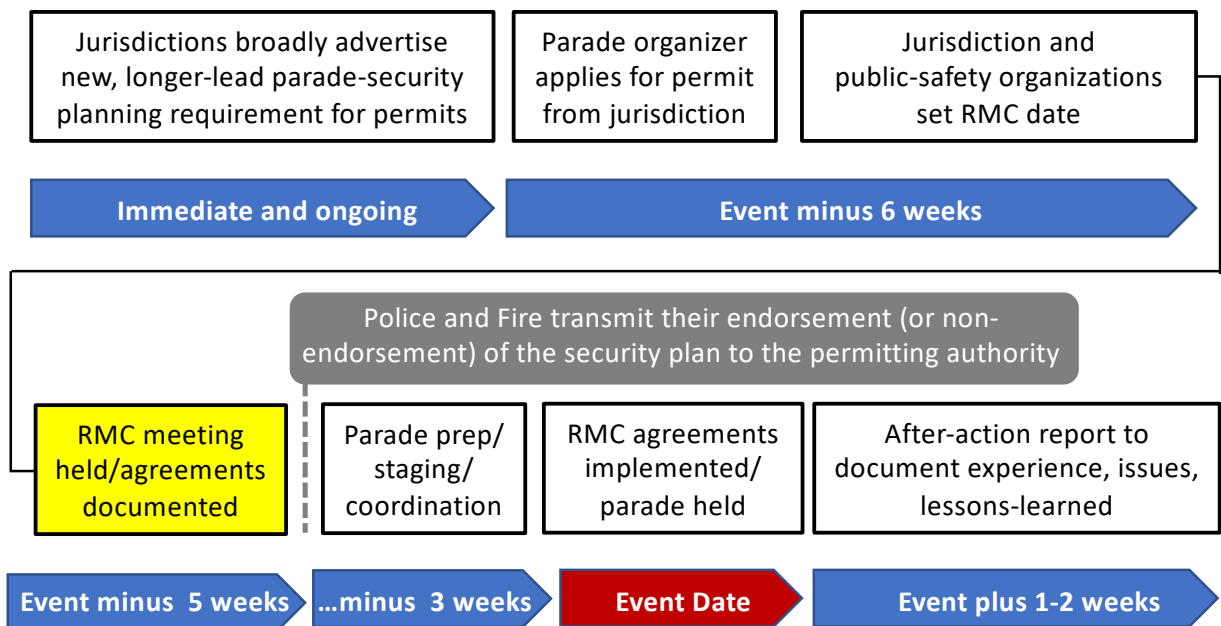 Jurisdictions broadly advertise
new, longer-lead parade-security
planning requirement for permits
Parade organizer
applies for permit
from jurisdiction
Jurisdiction and
public-safety organizations
set RMC date
Immediate and ongoing
Event minus 6 weeks
Police and Fire transmit their endorsement (or non-
endorsement) of the security plan to the permitting authority
RMC meeting
held/agreements
documented
Parade prep/
staging/
coordination
RMC agreements
implemented/
parade held
After-action report to
document experience, issues,
lessons-learned
Event minus 5 weeks
...minus 3 weeks
Event Date
Event plus 1-2 weeks